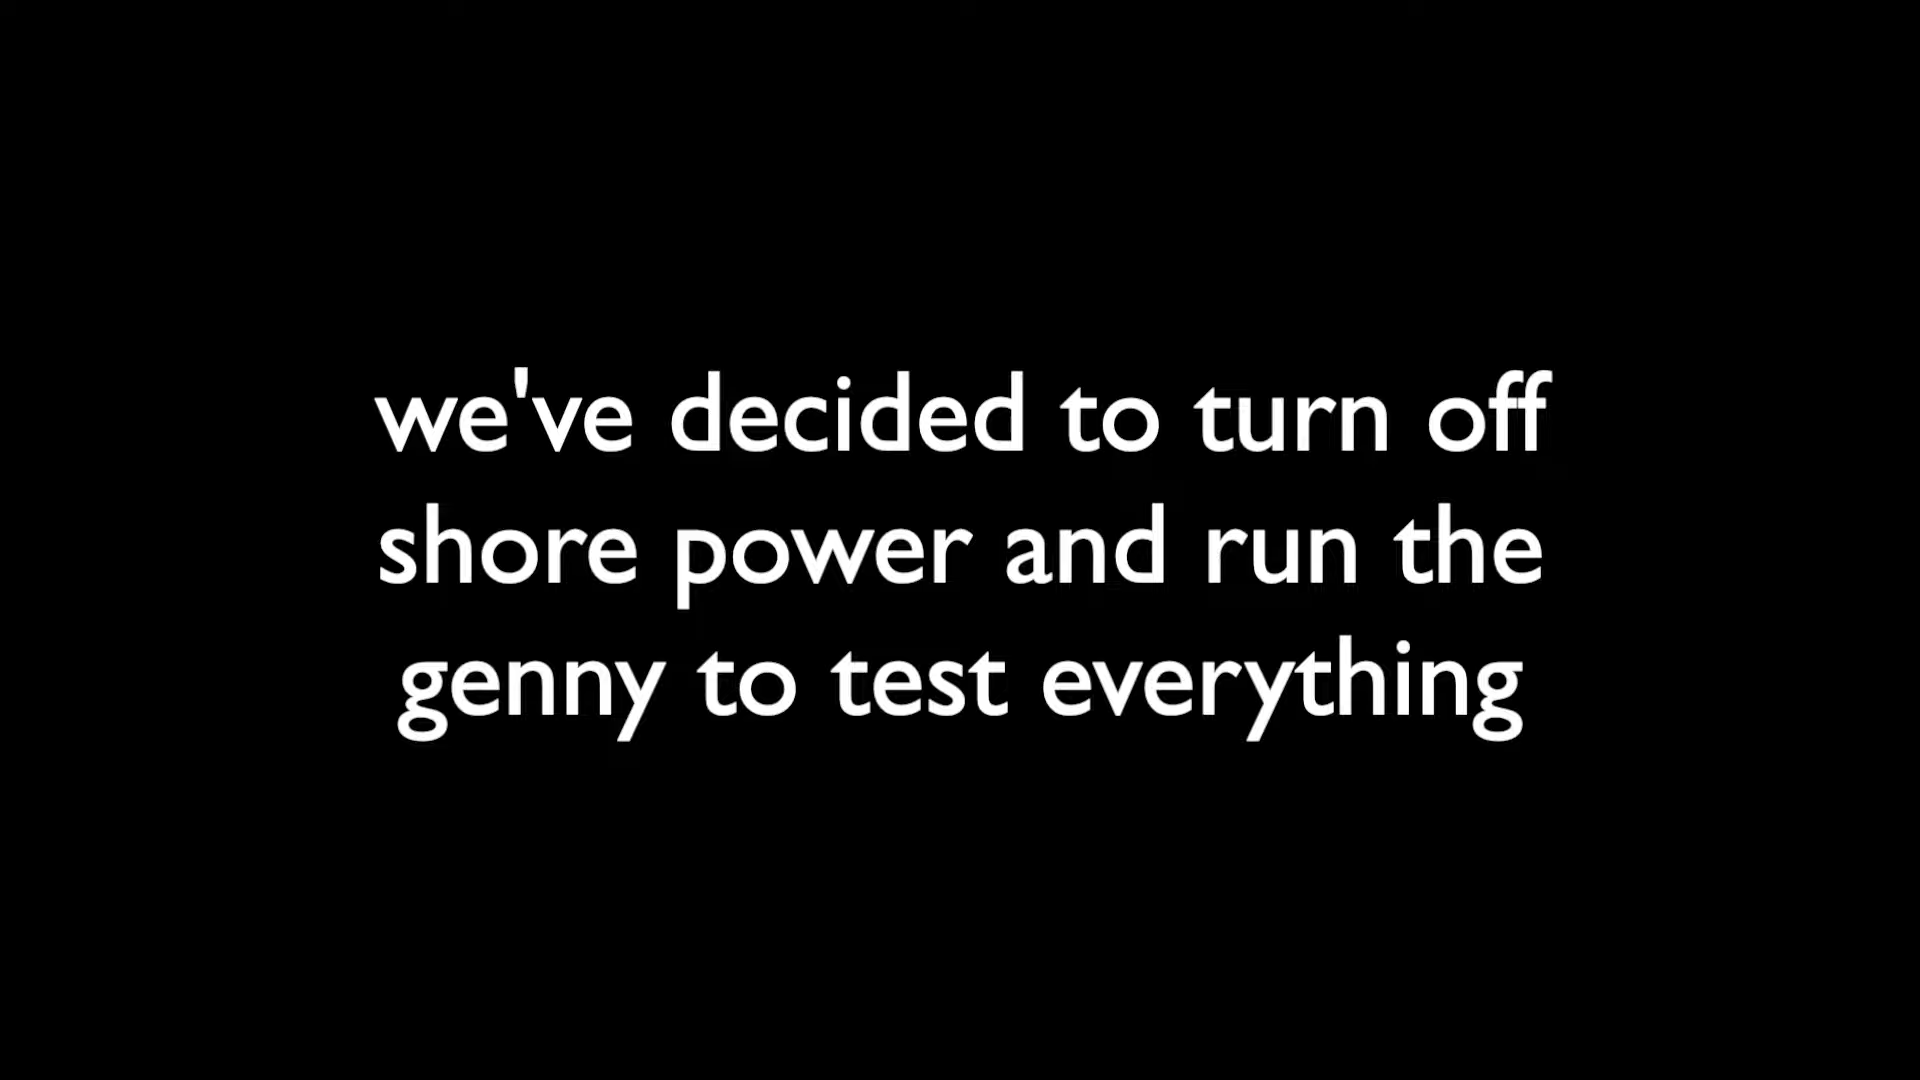 we've decided to turn off
shore power and run the
genny to test everything